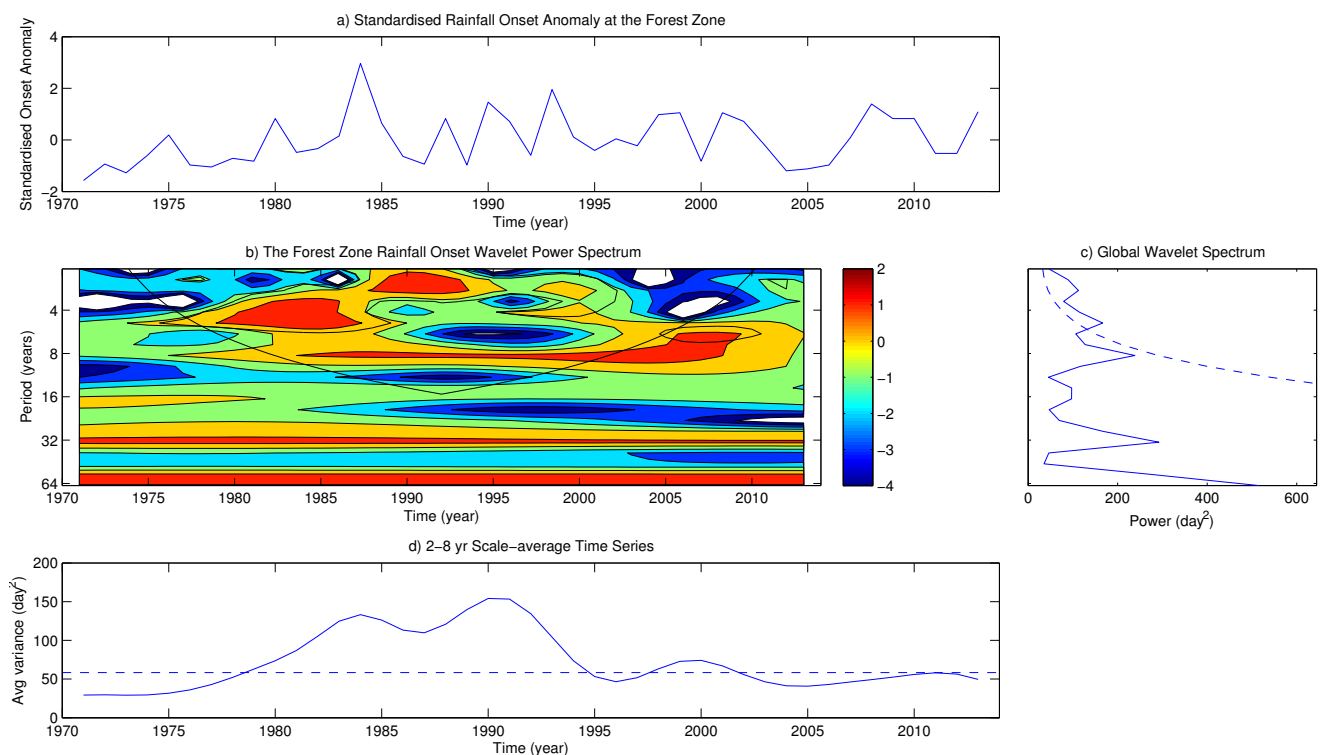 a) Standardised Rainfall Onset Anomaly at the Forest Zone
Standardised Onset Anomaly
4
2
0
−2
1970 1975 1980 1985 1990 1995 2000 2005 2010
Time (year)
b) The Forest Zone Rainfall Onset Wavelet Power Spectrum
Period (years)
4
8
16
32
64
1970 1975 1980 1985 1990 1995 2000 2005 2010
Time (year)
2
1
0
−1
−2
−3
−4
c) Global Wavelet Spectrum
0 200 400 600
Power (day²)
d) 2−8 yr Scale−average Time Series
Avg variance (day²)
200
150
100
50
0
1970 1975 1980 1985 1990 1995 2000 2005 2010
Time (year)